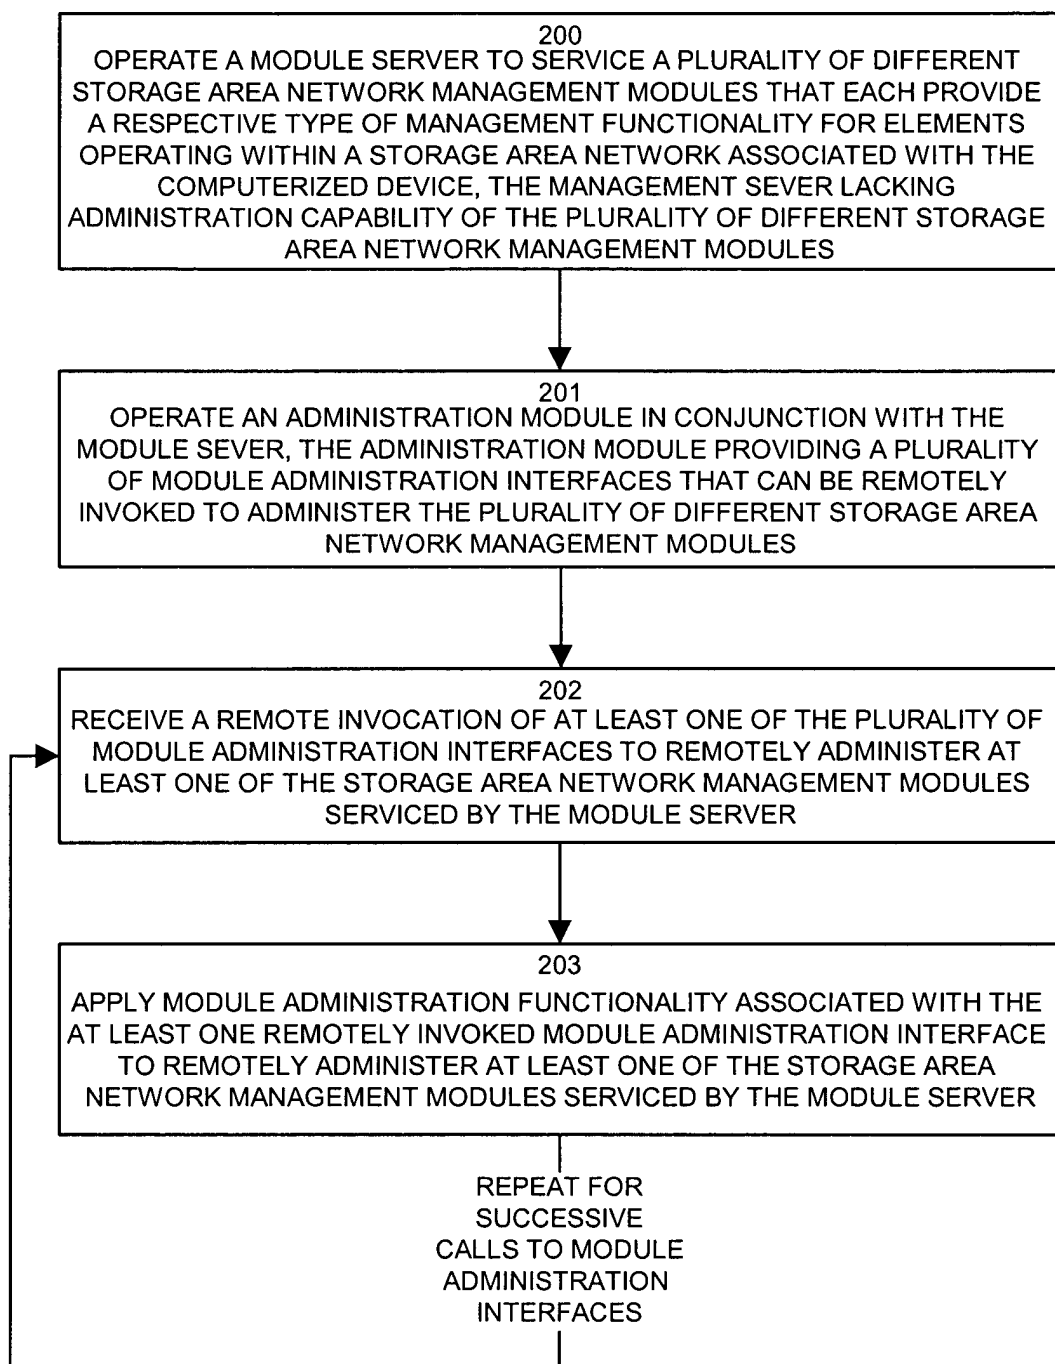 200
OPERATE A MODULE SERVER TO SERVICE A PLURALITY OF DIFFERENT
STORAGE AREA NETWORK MANAGEMENT MODULES THAT EACH PROVIDE
A RESPECTIVE TYPE OF MANAGEMENT FUNCTIONALITY FOR ELEMENTS
OPERATING WITHIN A STORAGE AREA NETWORK ASSOCIATED WITH THE
COMPUTERIZED DEVICE, THE MANAGEMENT SEVER LACKING
ADMINISTRATION CAPABILITY OF THE PLURALITY OF DIFFERENT STORAGE
AREA NETWORK MANAGEMENT MODULES
201
OPERATE AN ADMINISTRATION MODULE IN CONJUNCTION WITH THE
MODULE SEVER, THE ADMINISTRATION MODULE PROVIDING A PLURALITY
OF MODULE ADMINISTRATION INTERFACES THAT CAN BE REMOTELY
INVOKED TO ADMINISTER THE PLURALITY OF DIFFERENT STORAGE AREA
NETWORK MANAGEMENT MODULES
202
RECEIVE A REMOTE INVOCATION OF AT LEAST ONE OF THE PLURALITY OF
MODULE ADMINISTRATION INTERFACES TO REMOTELY ADMINISTER AT
LEAST ONE OF THE STORAGE AREA NETWORK MANAGEMENT MODULES
SERVICED BY THE MODULE SERVER
203
APPLY MODULE ADMINISTRATION FUNCTIONALITY ASSOCIATED WITH THE
AT LEAST ONE REMOTELY INVOKED MODULE ADMINISTRATION INTERFACE
TO REMOTELY ADMINISTER AT LEAST ONE OF THE STORAGE AREA
NETWORK MANAGEMENT MODULES SERVICED BY THE MODULE SERVER
REPEAT FOR
SUCCESSIVE
CALLS TO MODULE
ADMINISTRATION
INTERFACES